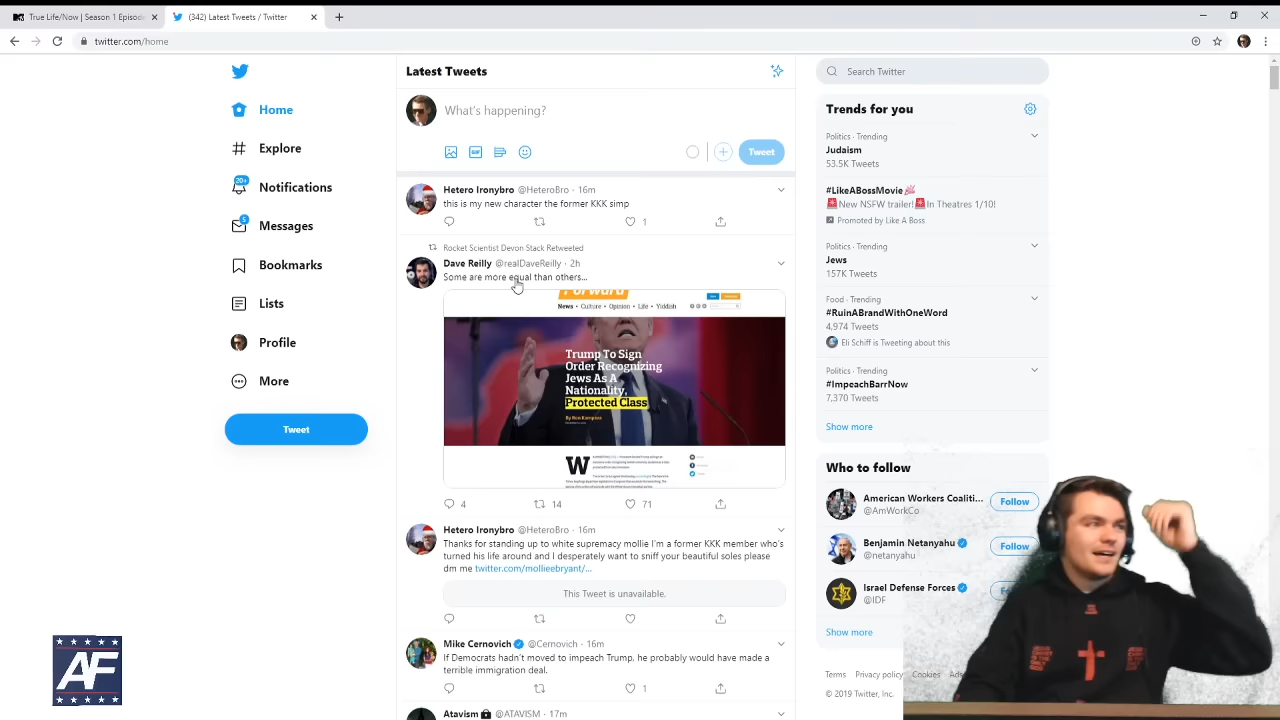 True Life/Now | Season 1 Episode
(342) Latest Tweets / Twitter
twitter.com/home
Latest Tweets
Search Twitter
What's happening?
Tweet
Home
Explore
20+
Notifications
5
Messages
Bookmarks
Lists
Profile
More
Tweet
Hetero Ironybro @HeteroBro · 16m
this is my new character the former KKK simp
1
Rocket Scientist Devon Stack Retweeted
Dave Reilly @realDaveReilly · 2h
Some are more equal than others...
Forward
News • Culture • Opinion • Life • Yiddish
Trump To Sign
Order Recognizing
Jews As A
Nationality,
Protected Class
By Ron Kampeas
W
4 14 71
Hetero Ironybro @HeteroBro · 16m
Thanks for standing up to white supremacy mollie I'm a former KKK member who's
turned his life around and I desperately want to sniff your beautiful soles please
dm me twitter.com/mollieebryant/...
This Tweet is unavailable.
Mike Cernovich @Cernovich · 16m
If Democrats hadn't moved to impeach Trump, he probably would have made a
terrible immigration deal.
1
Atavism @ATAVISM · 17m
Trends for you
Politics · Trending
Judaism
53.5K Tweets
#LikeABossMovie
New NSFW trailer! In Theatres 1/10!
Promoted by Like A Boss
Politics · Trending
Jews
157K Tweets
Food · Trending
#RuinABrandWithOneWord
4,974 Tweets
Eli Schiff is Tweeting about this
Politics · Trending
#ImpeachBarrNow
7,370 Tweets
Show more
Who to follow
American Workers Coaliti...
@AmWorkCo
Follow
Benjamin Netanyahu
@netanyahu
Follow
Israel Defense Forces
@IDF
Show more
Terms Privacy policy Cookies Ads
© 2019 Twitter, Inc.
AF